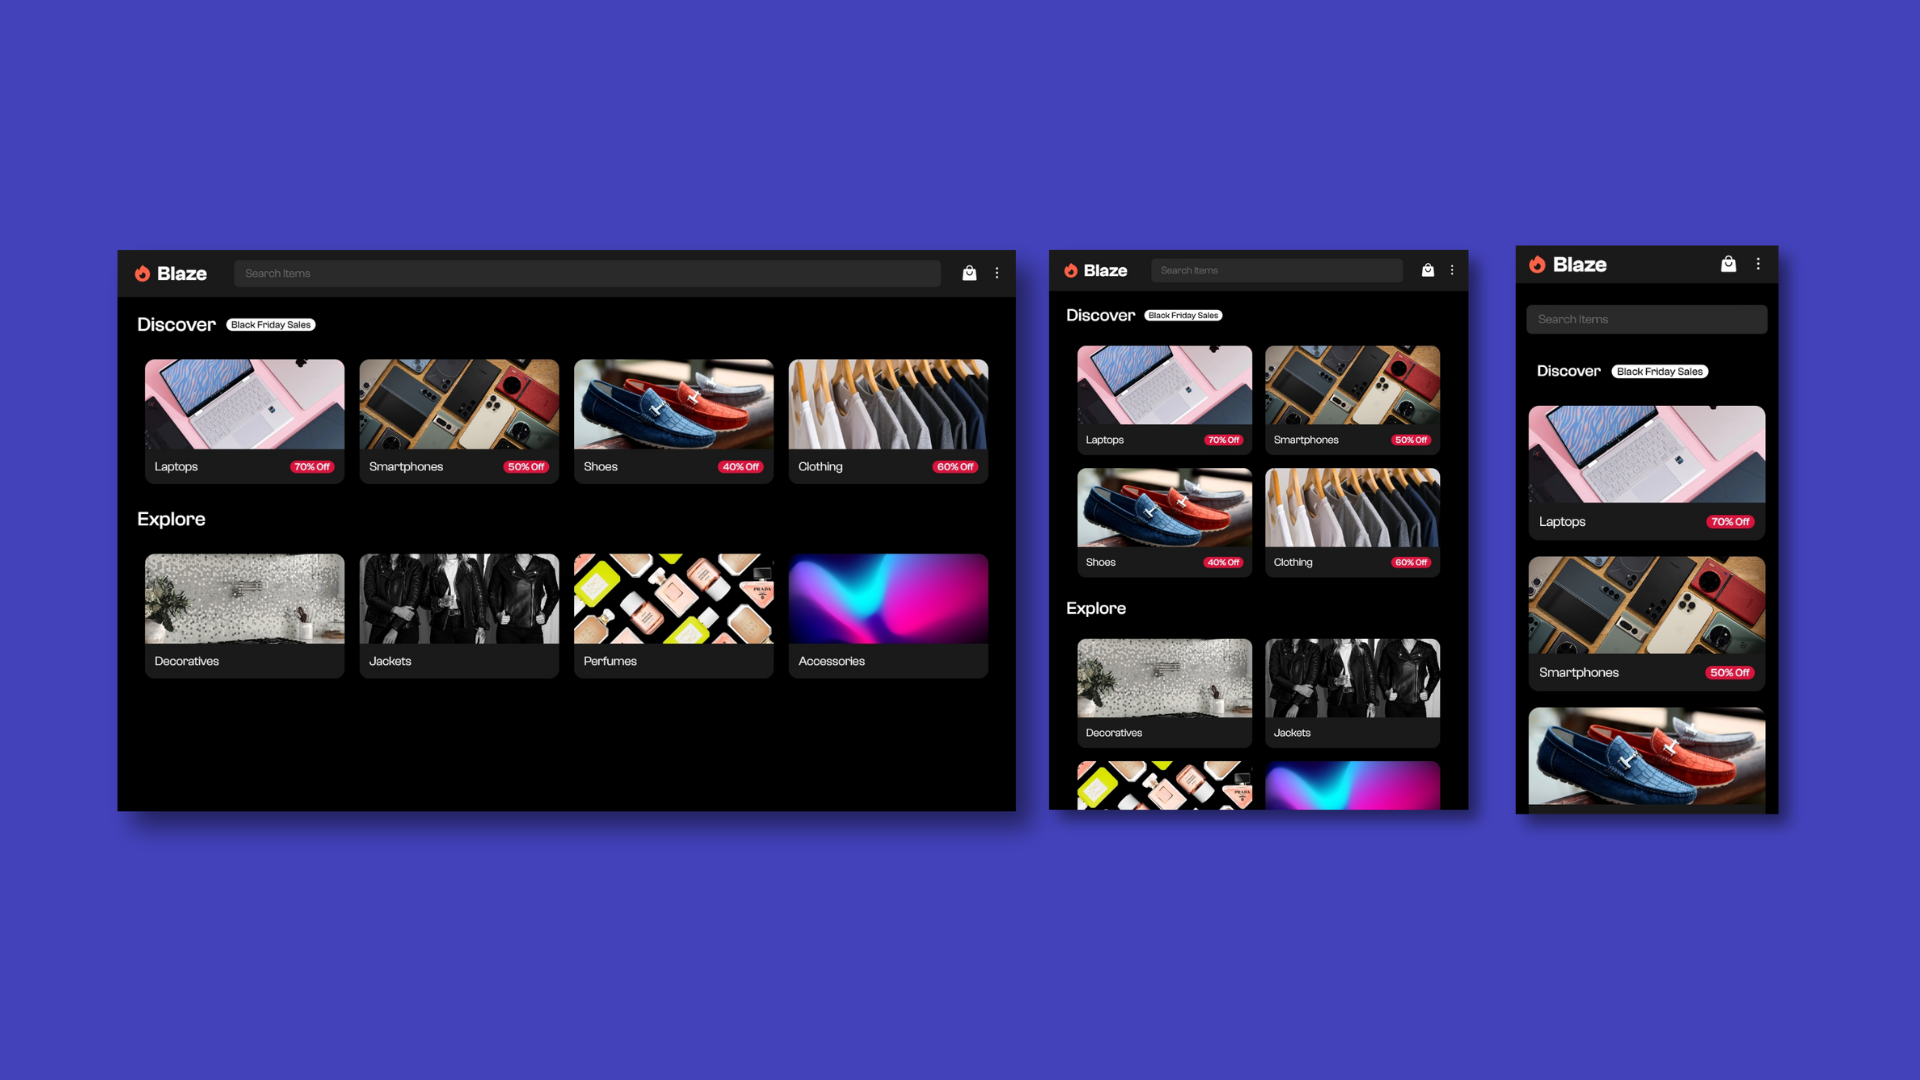 Blaze
Search Items
Discover
Black Friday Sales
Laptops
70% Off
Smartphones
50% Off
Shoes
40% Off
Clothing
60% Off
Explore
Decoratives
Jackets
Perfumes
Accessories
Blaze
Search Items
Discover
Black Friday Sales
Laptops
70% Off
Smartphones
50% Off
Shoes
40% Off
Clothing
60% Off
Explore
Decoratives
Jackets
Blaze
Search Items
Discover
Black Friday Sales
Laptops
70% Off
Smartphones
50% Off